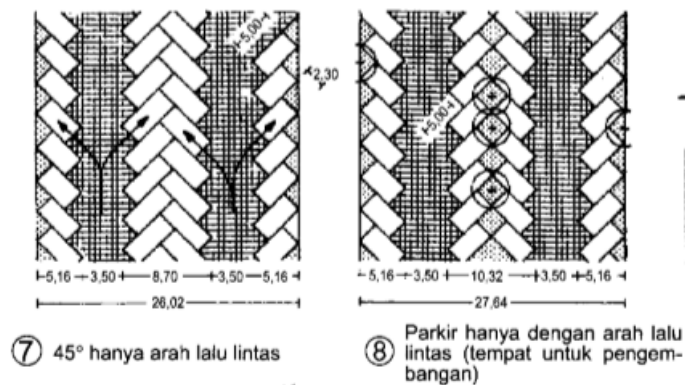 5,00
2,30
5,00
5,16 3,50 8,70 3,50 5,16
26,02
5,16 3,50 10,32 3,50 5,16
27,64
7 45° hanya arah lalu lintas
8 Parkir hanya dengan arah lalu
lintas (tempat untuk pengem-
bangan)